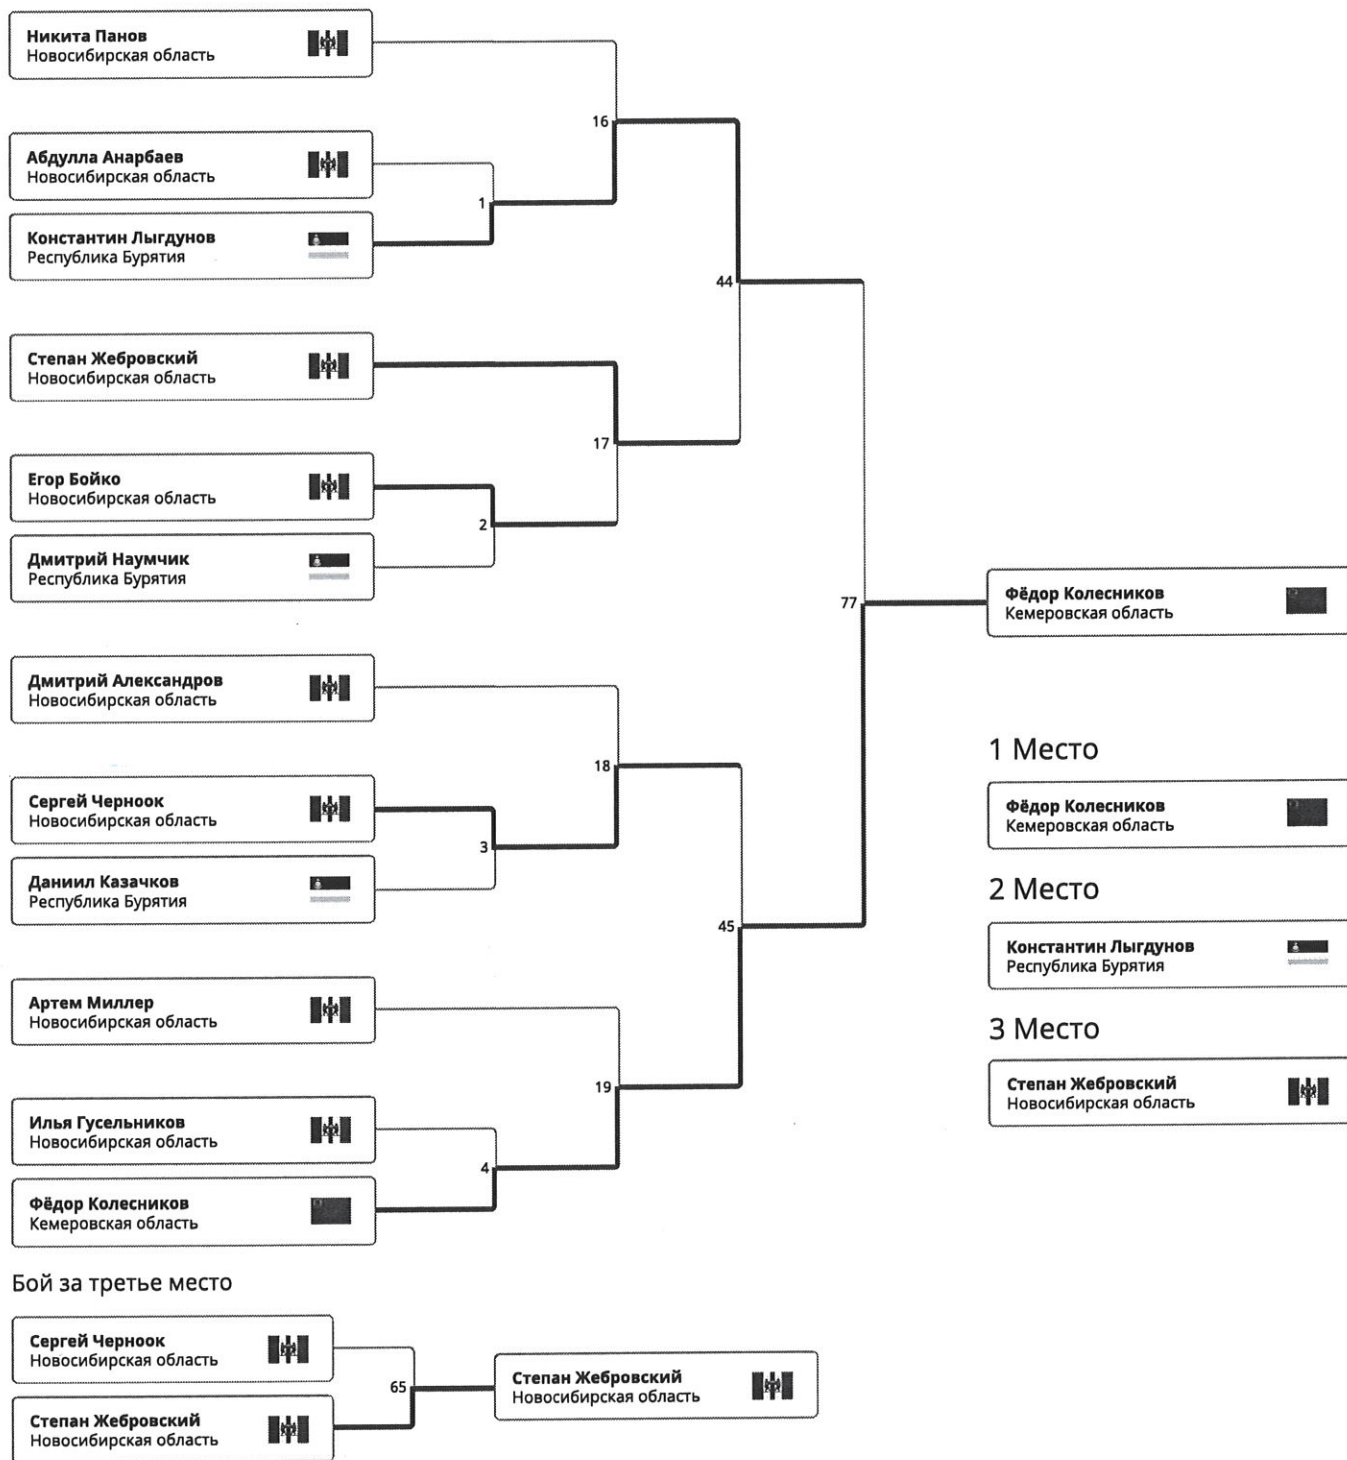 Никита Панов
Новосибирская область
16
Абдулла Анарбаев
Новосибирская область
1
Константин Лыгдунов
Республика Бурятия
44
Степан Жебровский
Новосибирская область
17
Егор Бойко
Новосибирская область
2
Дмитрий Наумчик
Республика Бурятия
77
Фёдор Колесников
Кемеровская область
Дмитрий Александров
Новосибирская область
18
Сергей Черноок
Новосибирская область
3
Даниил Казачков
Республика Бурятия
45
Артем Миллер
Новосибирская область
19
Илья Гусельников
Новосибирская область
4
Фёдор Колесников
Кемеровская область
1 Место
Фёдор Колесников
Кемеровская область
2 Место
Константин Лыгдунов
Республика Бурятия
3 Место
Степан Жебровский
Новосибирская область
Бой за третье место
Сергей Черноок
Новосибирская область
65
Степан Жебровский
Новосибирская область
Степан Жебровский
Новосибирская область